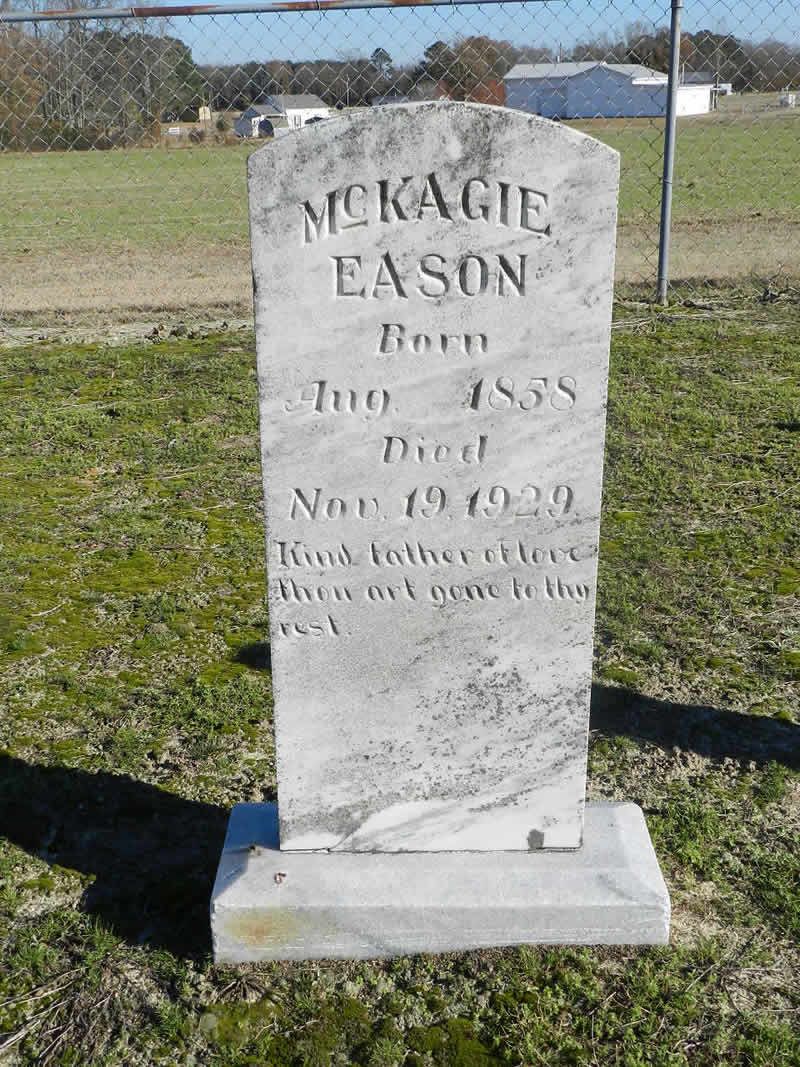 McKAGIE
EASON
Born
Aug. 1858
Died
Nov. 19, 1929.
Kind father of love
thou art gone to thy
rest.